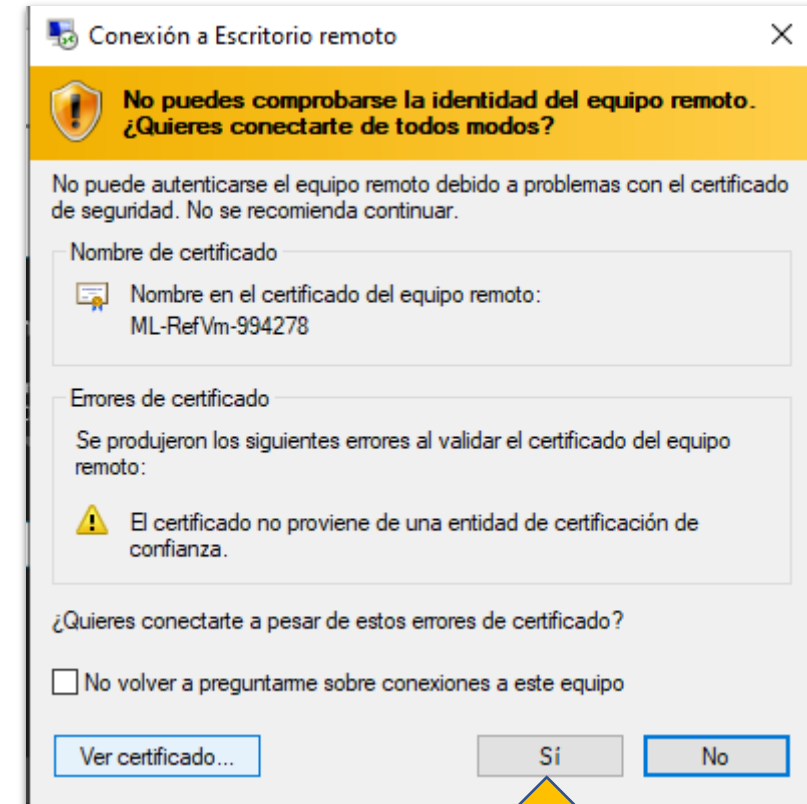 Conexión a Escritorio remoto
No puedes comprobarse la identidad del equipo remoto.
¿Quieres conectarte de todos modos?
No puede autenticarse el equipo remoto debido a problemas con el certificado
de seguridad. No se recomienda continuar.
Nombre de certificado
Nombre en el certificado del equipo remoto:
ML-RefVm-994278
Errores de certificado
Se produjeron los siguientes errores al validar el certificado del equipo
remoto:
El certificado no proviene de una entidad de certificación de
confianza.
¿Quieres conectarte a pesar de estos errores de certificado?
No volver a preguntarme sobre conexiones a este equipo
Ver certificado...
Sí
No